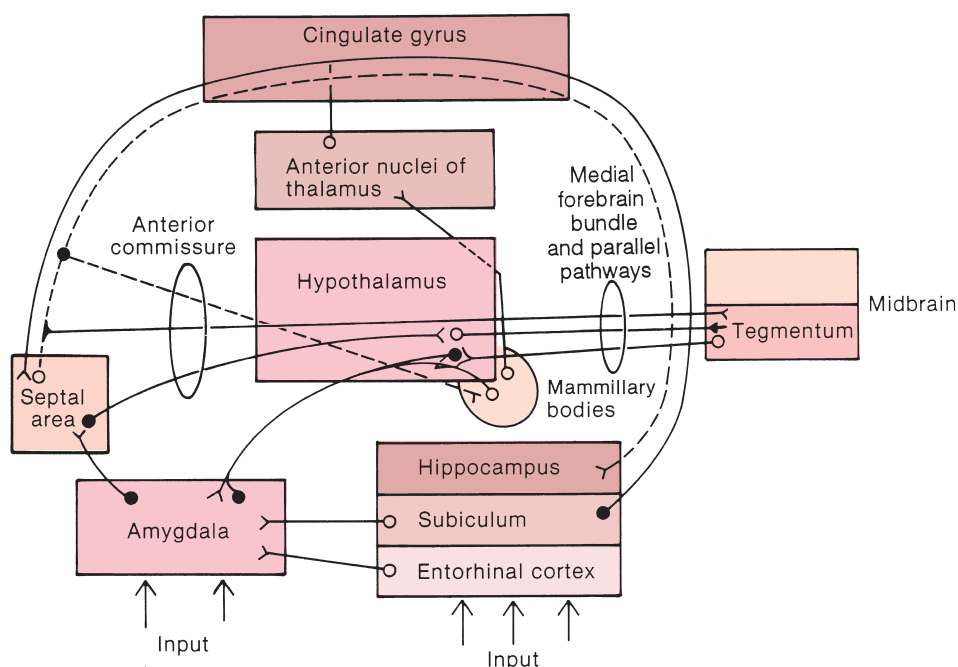 Cingulate gyrus
Anterior nuclei of
thalamus
Medial
forebrain
bundle
and parallel
pathways
Anterior
commissure
Hypothalamus
Midbrain
Tegmentum
Septal
area
Mammillary
bodies
Hippocampus
Subiculum
Amygdala
Entorhinal cortex
Input
Input